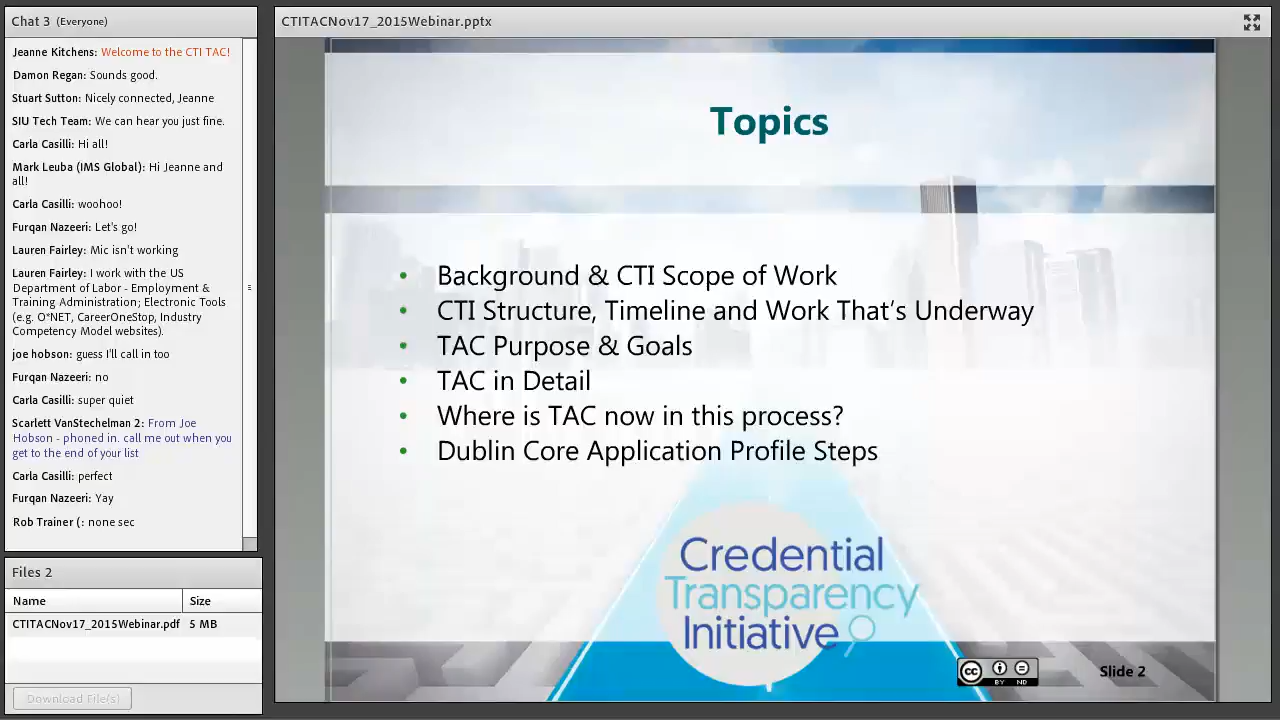 Chat 3 (Everyone)
Jeanne Kitchens: Welcome to the CTI TAC!
Damon Regan: Sounds good.
Stuart Sutton: Nicely connected, Jeanne
SIU Tech Team: We can hear you just fine.
Carla Casilli: Hi all!
Mark Leuba (IMS Global): Hi Jeanne and
all!
Carla Casilli: woohoo!
Furqan Nazeeri: Let's go!
Lauren Fairley: Mic isn't working
Lauren Fairley: I work with the US
Department of Labor - Employment &
Training Administration; Electronic Tools
(e.g. O*NET, CareerOneStop, Industry
Competency Model websites).
joe hobson: guess I'll call in too
Furqan Nazeeri: no
Carla Casilli: super quiet
Scarlett VanStechelman 2: From Joe
Hobson - phoned in. call me out when you
get to the end of your list
Carla Casilli: perfect
Furqan Nazeeri: Yay
Rob Trainer (: none sec
Files 2
Name Size
CTITACNov17_2015Webinar.pdf 5 MB
Download File(s)
CTITACNov17_2015Webinar.pptx
Topics
• Background & CTI Scope of Work
• CTI Structure, Timeline and Work That's Underway
• TAC Purpose & Goals
• TAC in Detail
• Where is TAC now in this process?
• Dublin Core Application Profile Steps
Credential
Transparency
Initiative
cc BY ND
Slide 2